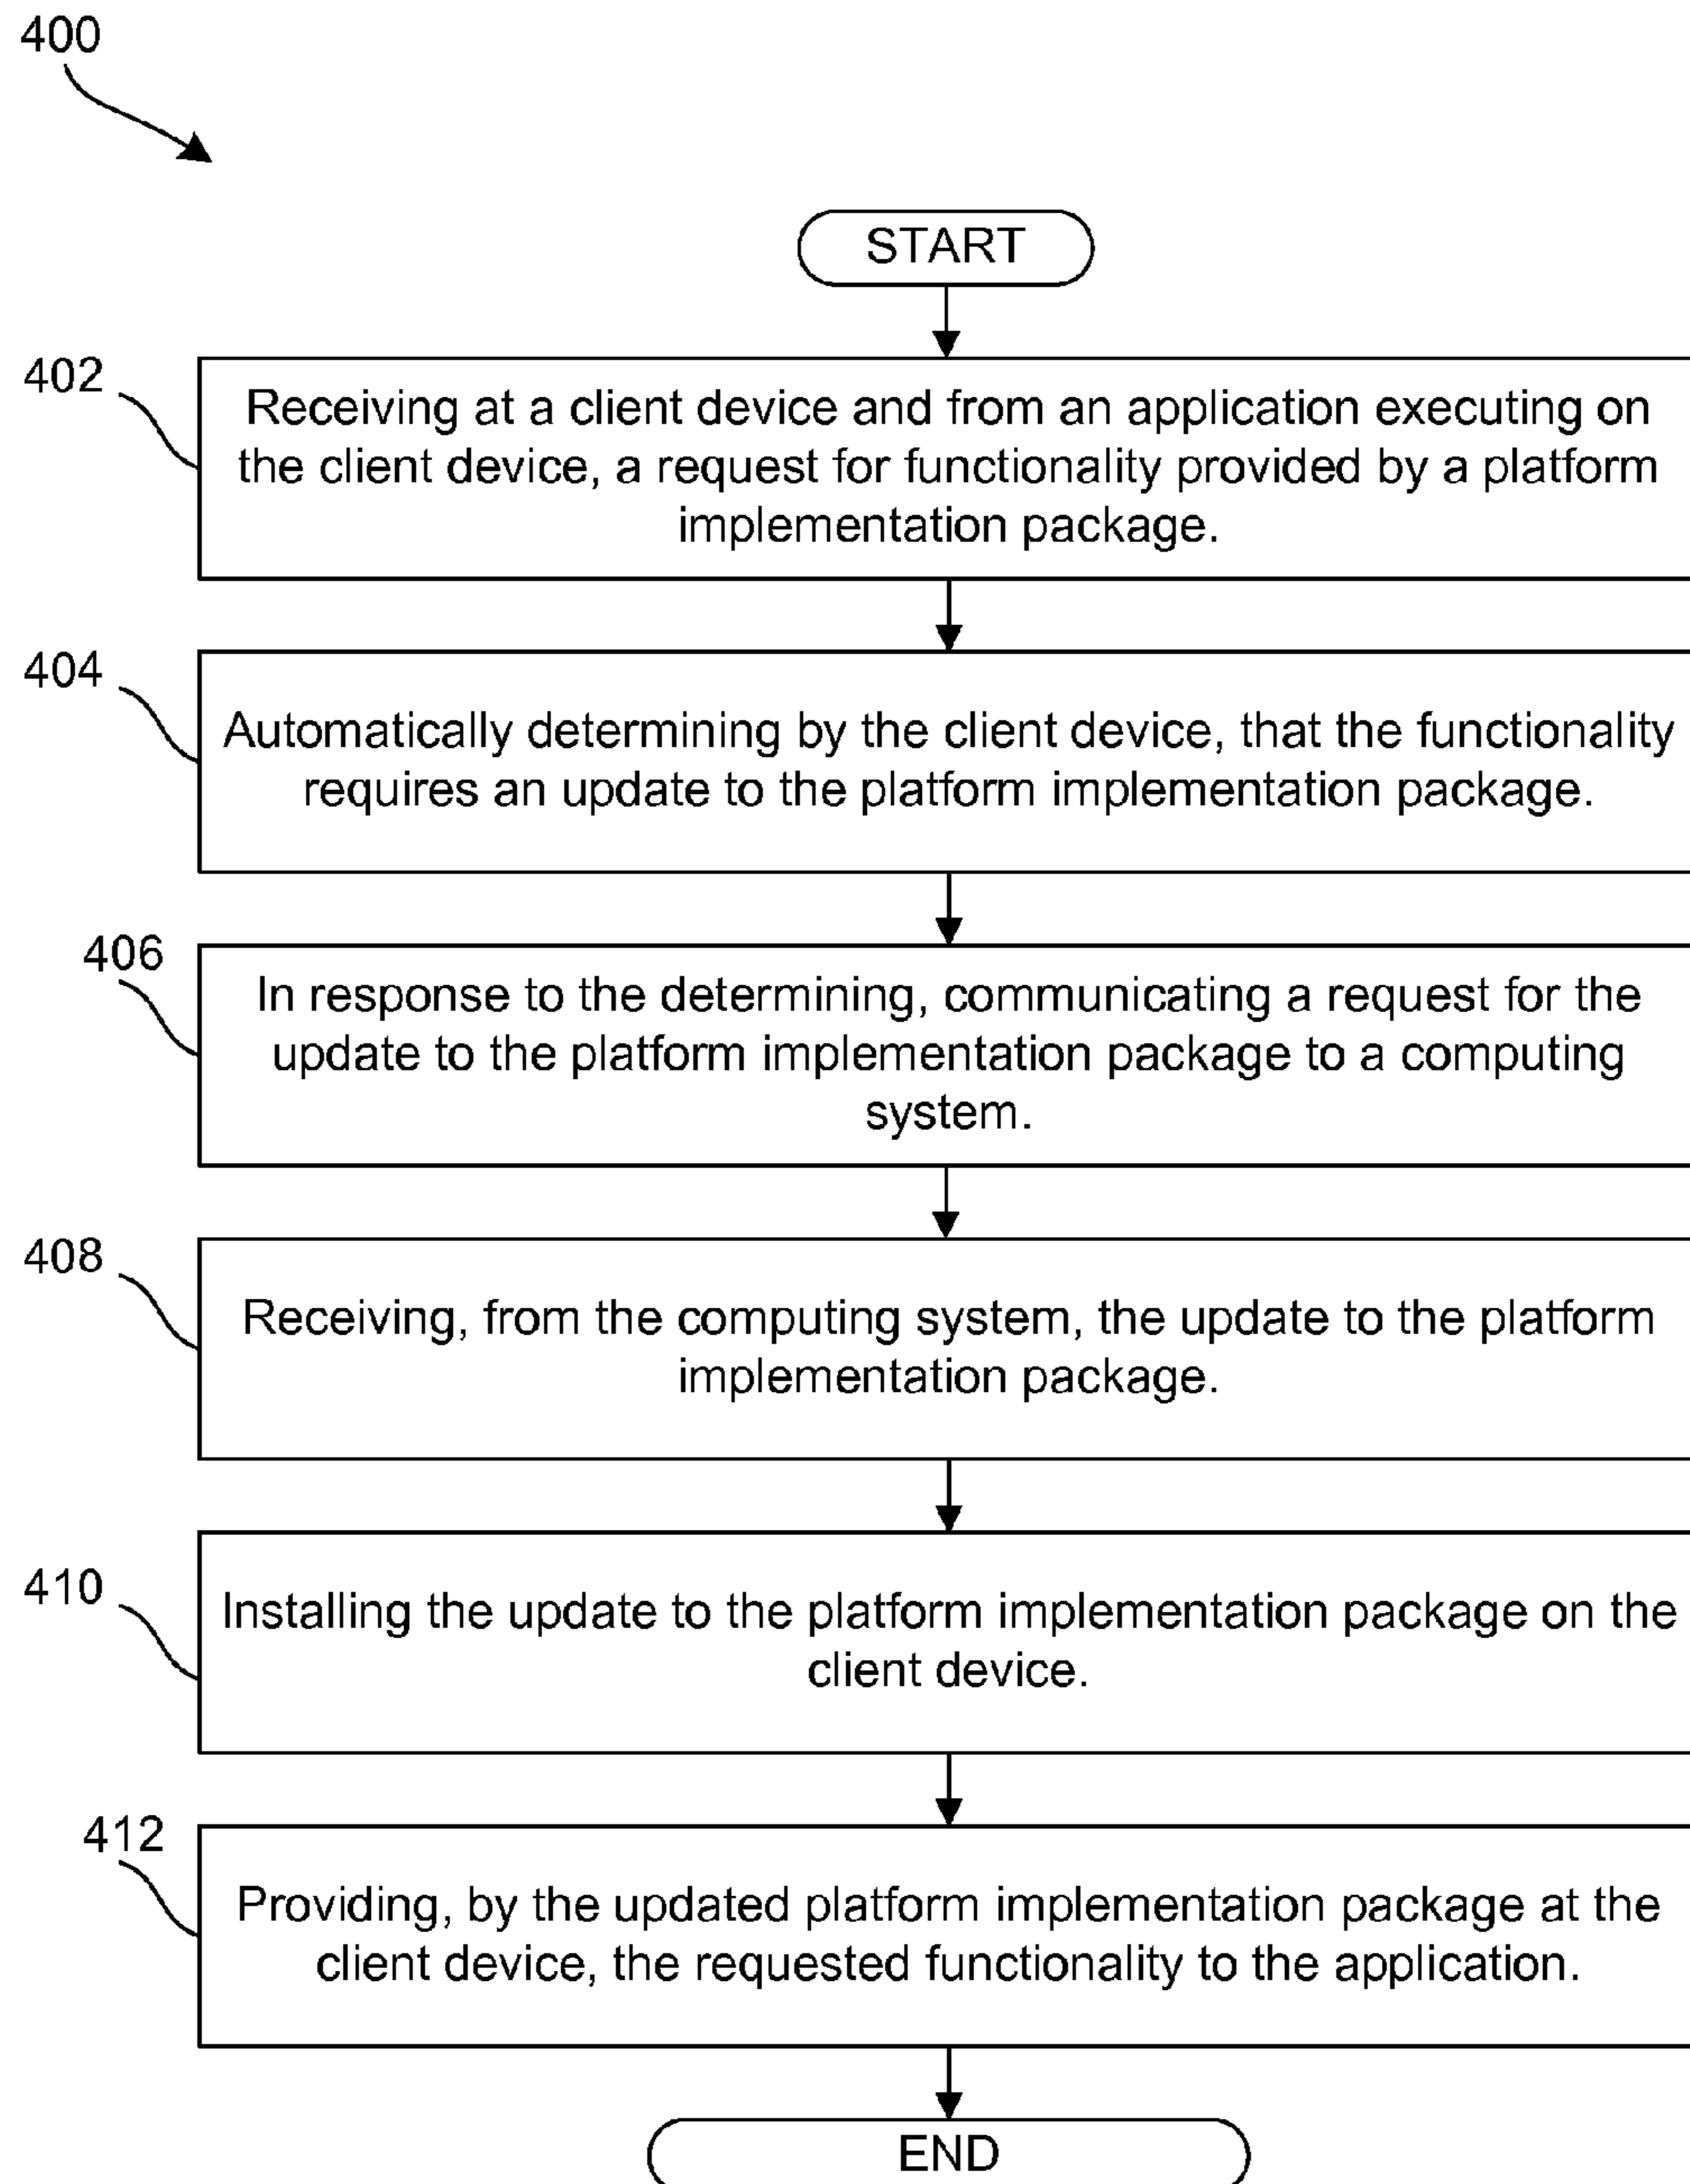 400
START
402
Receiving at a client device and from an application executing on
the client device, a request for functionality provided by a platform
implementation package.
404
Automatically determining by the client device, that the functionality
requires an update to the platform implementation package.
406
In response to the determining, communicating a request for the
update to the platform implementation package to a computing
system.
408
Receiving, from the computing system, the update to the platform
implementation package.
410
Installing the update to the platform implementation package on the
client device.
412
Providing, by the updated platform implementation package at the
client device, the requested functionality to the application.
END